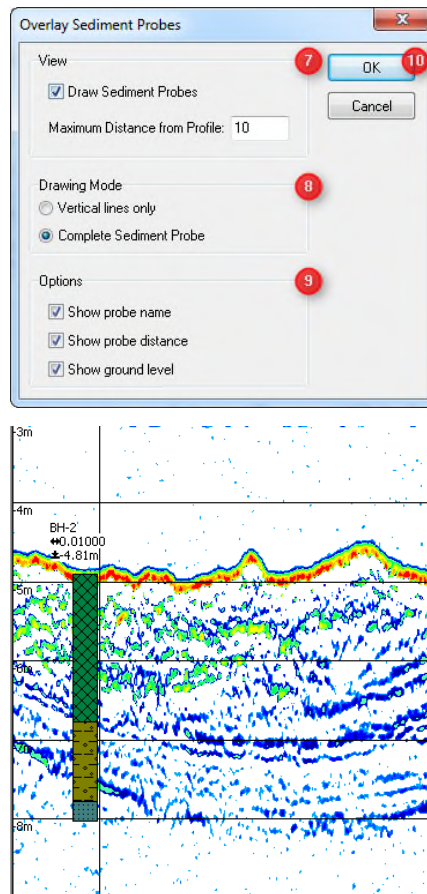 Overlay Sediment Probes
View
7
OK
10
Draw Sediment Probes
Cancel
Maximum Distance from Profile: 10
Drawing Mode
8
Vertical lines only
Complete Sediment Probe
Options
9
Show probe name
Show probe distance
Show ground level
-3m
-4m
BH-2
0.01000
-4.81m
-5m
-6m
-7m
-8m